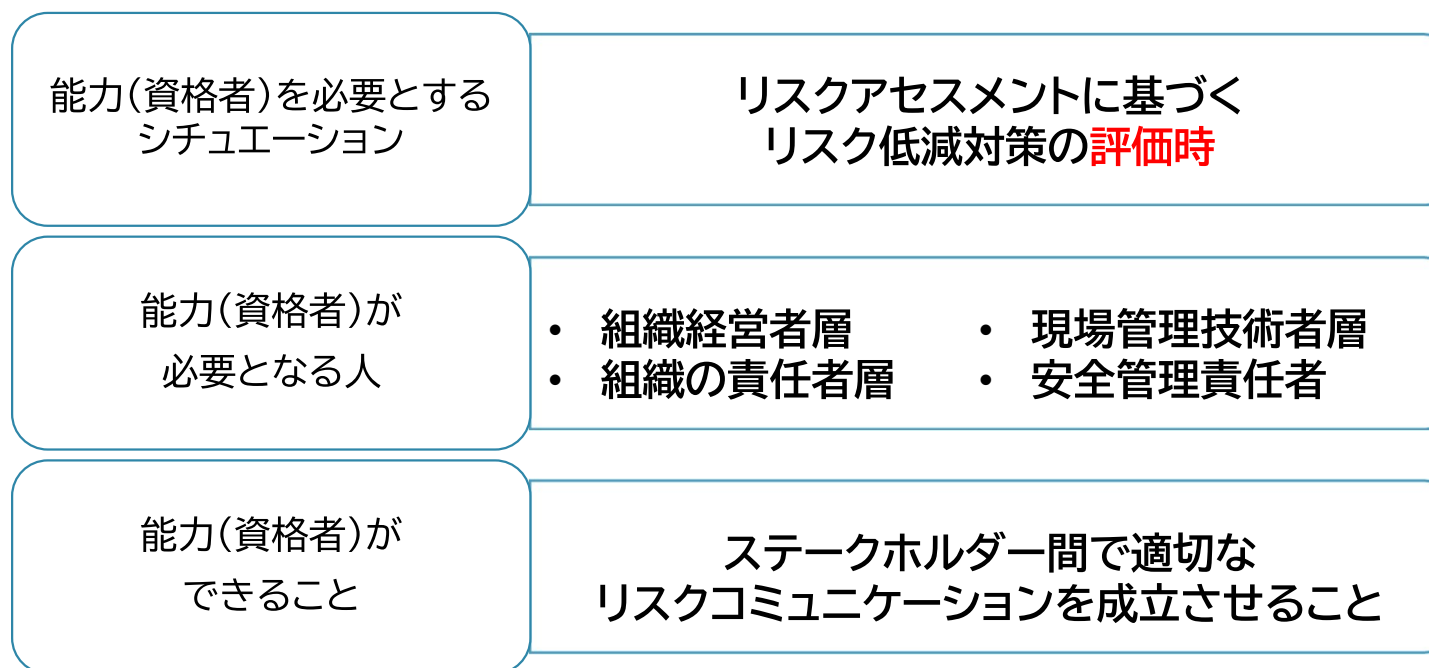 能力(資格者)を必要とする
シチュエーション
リスクアセスメントに基づく
リスク低減対策の評価時
能力(資格者)が
必要となる人
• 組織経営者層
• 組織の責任者層
• 現場管理技術者層
• 安全管理責任者
能力(資格者)が
できること
ステークホルダー間で適切な
リスクコミュニケーションを成立させること